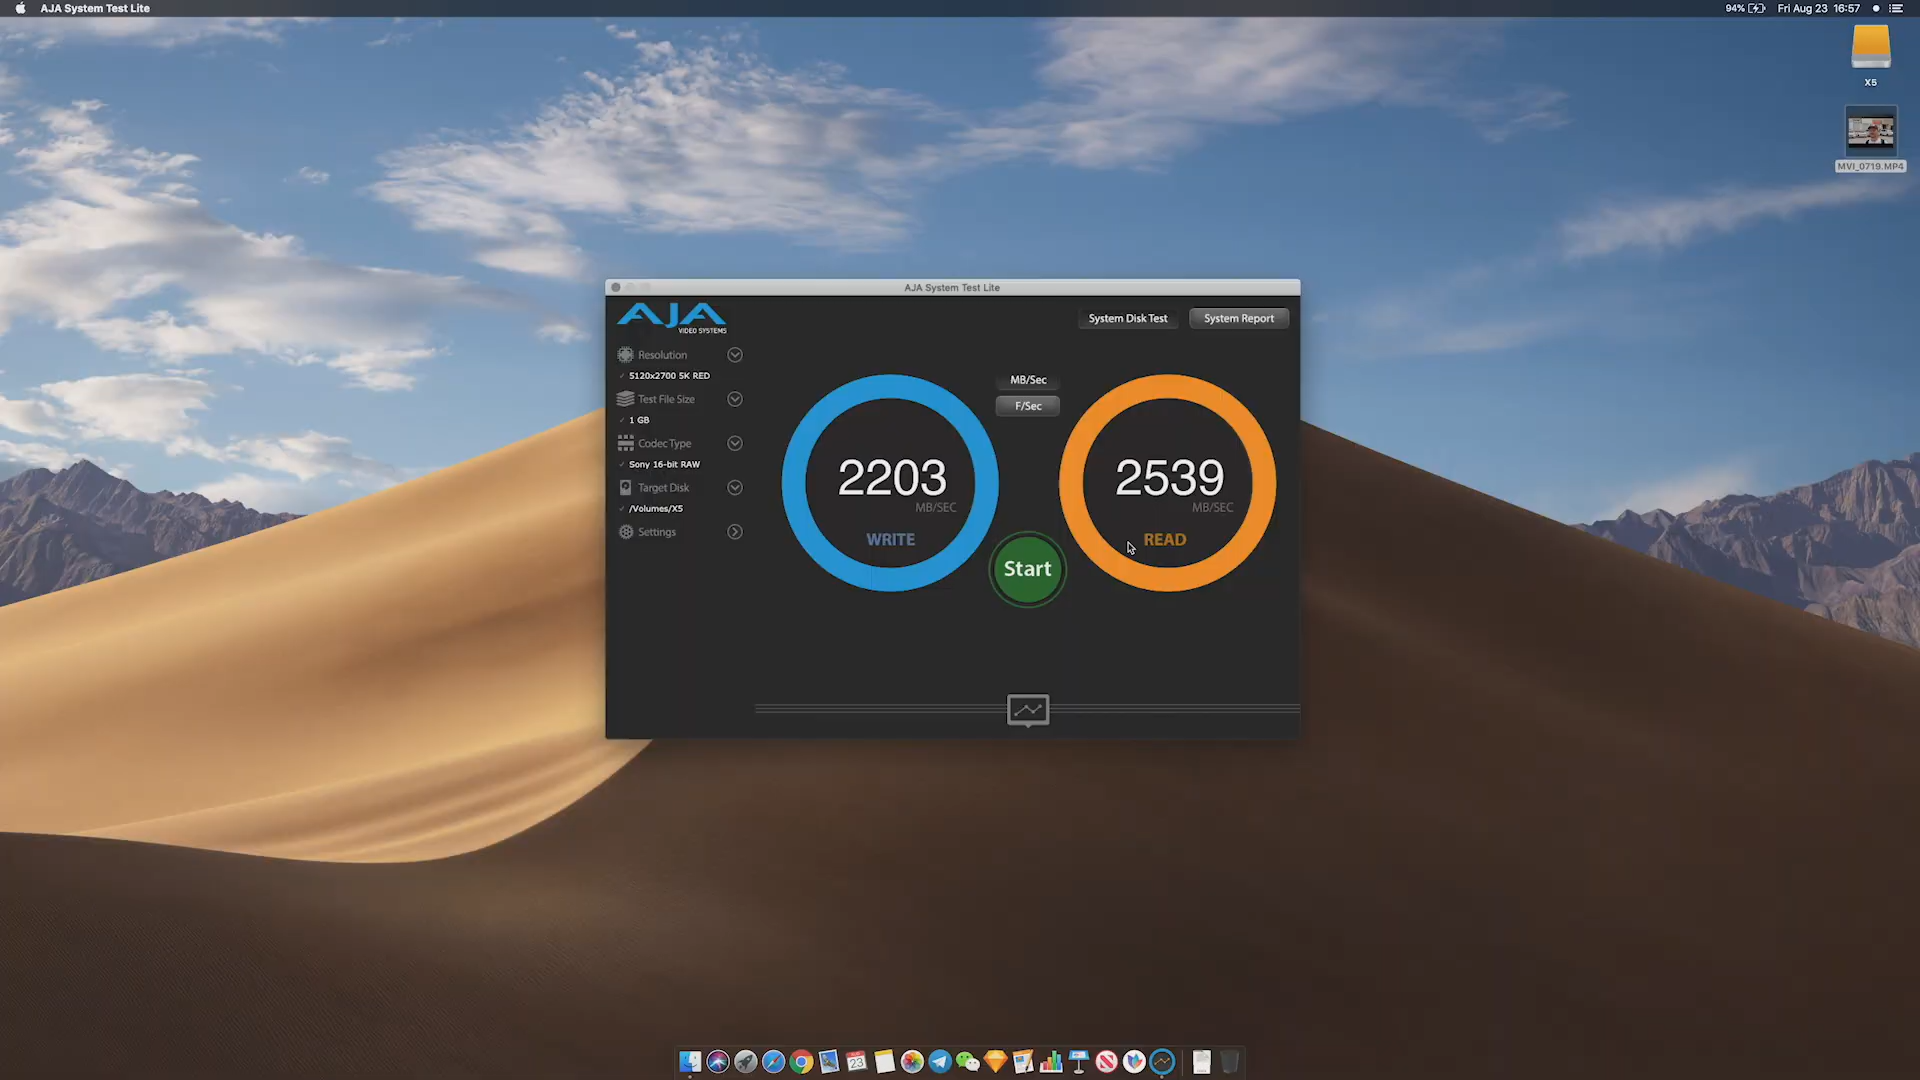 AJA System Test Lite
94%
Fri Aug 23 16:57
X5
MVI_0719.MP4
AJA System Test Lite
AJA
VIDEO SYSTEMS
System Disk Test
System Report
Resolution
5120x2700 5K RED
Test File Size
1 GB
Codec Type
Sony 16-bit RAW
Target Disk
/Volumes/X5
Settings
MB/Sec
F/Sec
2203
MB/SEC
WRITE
2539
MB/SEC
READ
Start
23